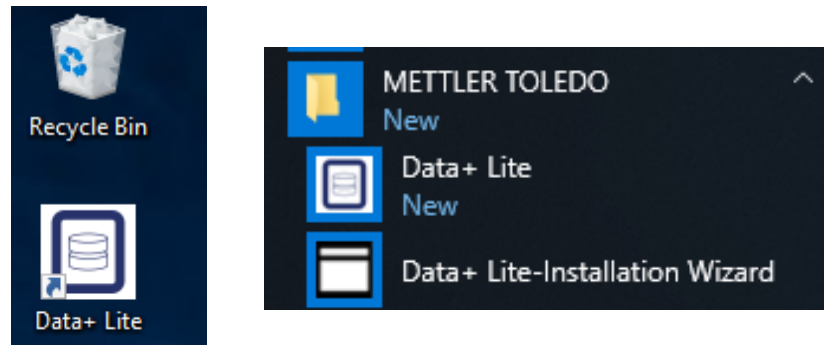 Recycle Bin
Data+ Lite
METTLER TOLEDO
New
Data+ Lite
New
Data+ Lite-Installation Wizard